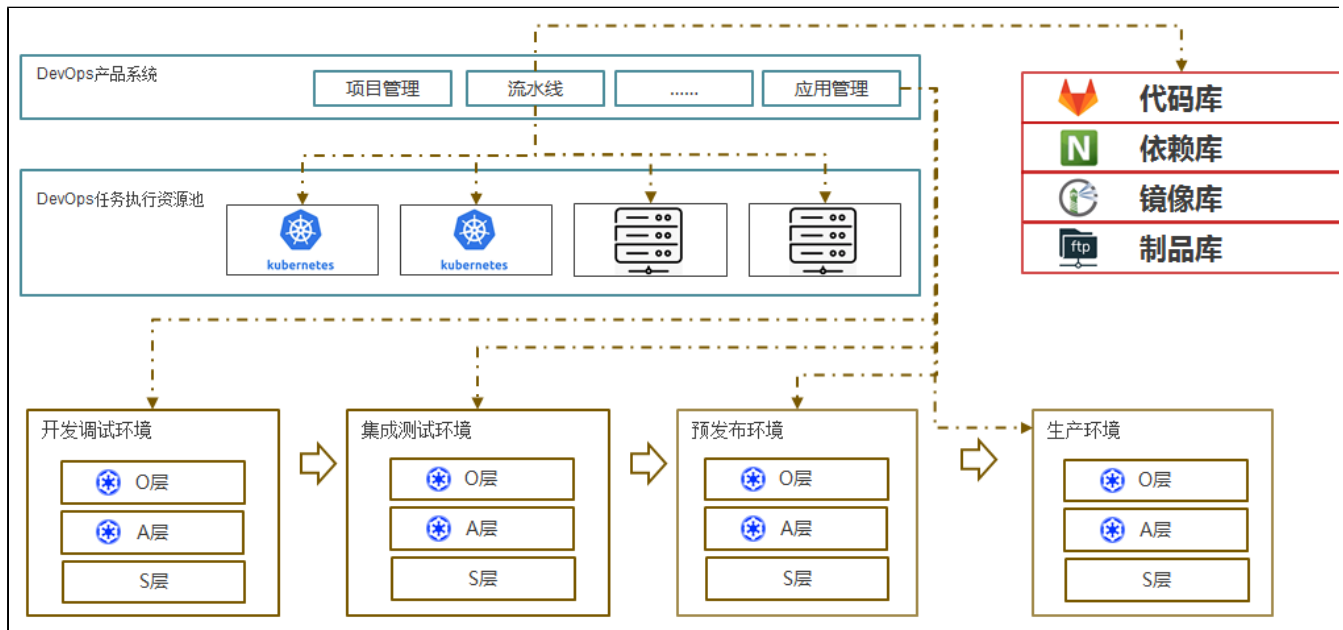 DevOps产品系统
项目管理
流水线
......
应用管理
代码库
N
依赖库
镜像库
ftp
制品库
DevOps任务执行资源池
kubernetes
kubernetes
开发调试环境
O层
A层
S层
集成测试环境
O层
A层
S层
预发布环境
O层
A层
S层
生产环境
O层
A层
S层